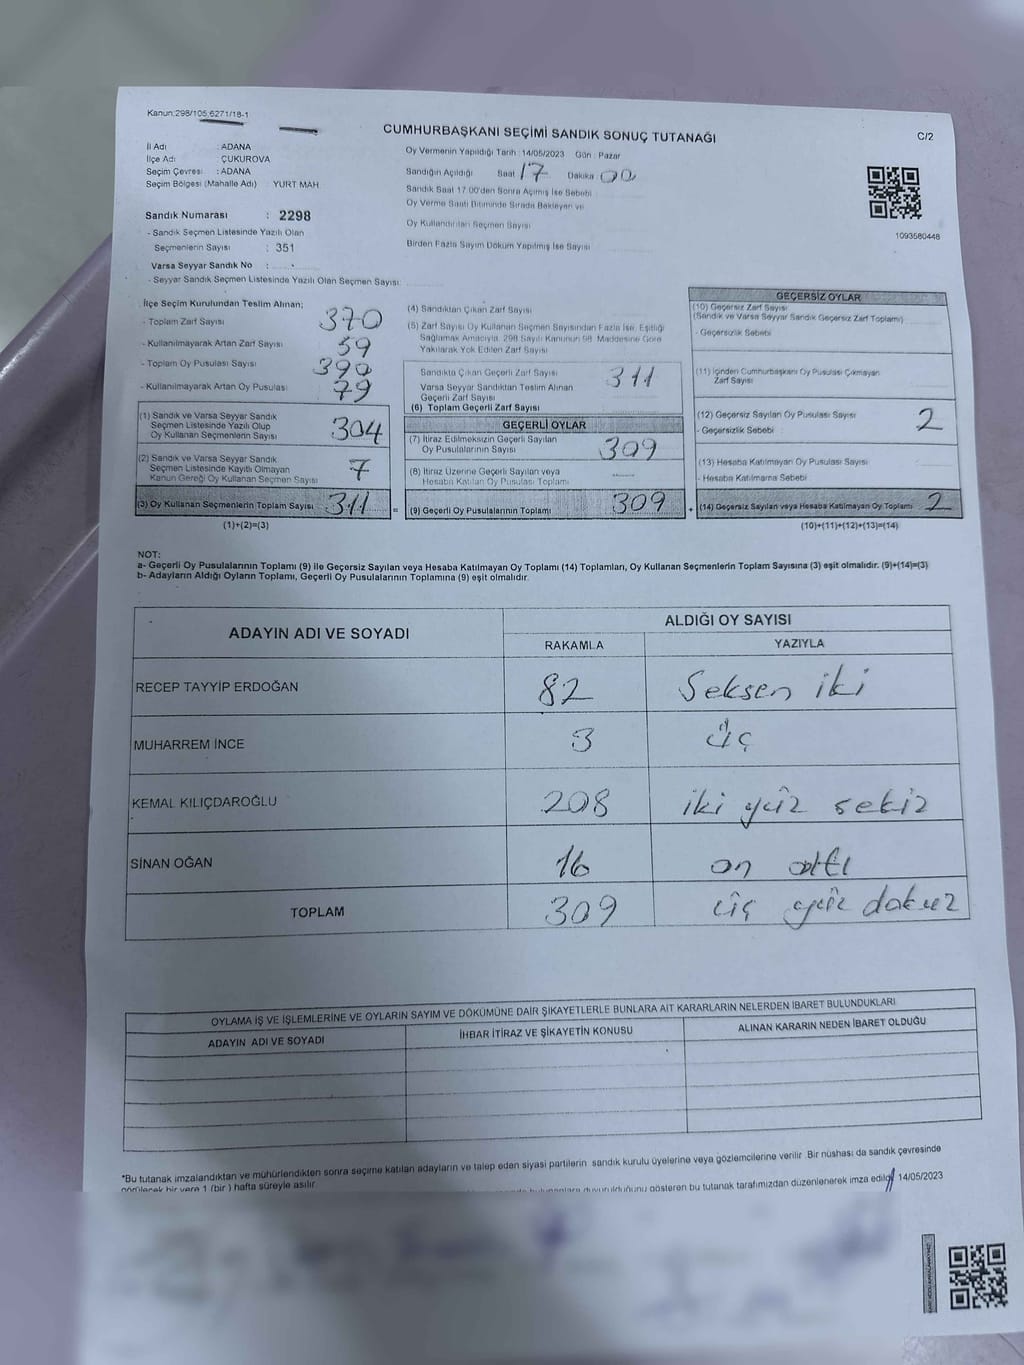 Kanun:298/105;6271/18-1
CUMHURBAŞKANI SEÇİMİ SANDIK SONUÇ TUTANAĞI
C/2
İl Adı : ADANA
İlçe Adı : ÇUKUROVA
Seçim Çevresi : ADANA
Seçim Bölgesi (Mahalle Adı) : YURT MAH
Oy Vermenin Yapıldığı Tarih : 14/05/2023 Gün : Pazar
Sandığın Açıldığı Saat 17 Dakika 00
Sandık Saat 17.00'den Sonra Açılmış İse Sebebi
Oy Verme Saati Bitiminde Sırada Bekleyen ve
Oy Kullandırılan Seçmen Sayısı
Birden Fazla Sayım Döküm Yapılmış İse Sayısı
1093580448
Sandık Numarası : 2298
- Sandık Seçmen Listesinde Yazılı Olan
Seçmenlerin Sayısı : 351
Varsa Seyyar Sandık No :
- Seyyar Sandık Seçmen Listesinde Yazılı Olan Seçmen Sayısı:
İlçe Seçim Kurulundan Teslim Alınan;
- Toplam Zarf Sayısı 370
- Kullanılmayarak Artan Zarf Sayısı 59
- Toplam Oy Pusulası Sayısı 390
- Kullanılmayarak Artan Oy Pusulası 79
(1) Sandık ve Varsa Seyyar Sandık
Seçmen Listesinde Yazılı Olup
Oy Kullanan Seçmenlerin Sayısı 304
(2) Sandık ve Varsa Seyyar Sandık
Seçmen Listesinde Kayıtlı Olmayan
Kanun Gereği Oy Kullanan Seçmen Sayısı 7
(3) Oy Kullanan Seçmenlerin Toplam Sayısı 311 =
(1)+(2)=(3)
(4) Sandıktan Çıkan Zarf Sayısı
(5) Zarf Sayısı Oy Kullanan Seçmen Sayısından Fazla İse, Eşitliği
Sağlamak Amacıyla, 298 Sayılı Kanunun 98. Maddesine Göre
Yakılarak Yok Edilen Zarf Sayısı
Sandıkta Çıkan Geçerli Zarf Sayısı 311
Varsa Seyyar Sandıktan Teslim Alınan
Geçerli Zarf Sayısı
(6) Toplam Geçerli Zarf Sayısı
GEÇERLİ OYLAR
(7) İtiraz Edilmeksizin Geçerli Sayılan
Oy Pusulalarının Sayısı 309
(8) İtiraz Üzerine Geçerli Sayılan veya
Hesaba Katılan Oy Pusulası Toplamı
(9) Geçerli Oy Pusulalarının Toplamı 309 +
GEÇERSİZ OYLAR
(10) Geçersiz Zarf Sayısı
(Sandık ve Varsa Seyyar Sandık Geçersiz Zarf Toplamı)
- Geçersizlik Sebebi
(11) İçinden Cumhurbaşkanı Oy Pusulası Çıkmayan
Zarf Sayısı
(12) Geçersiz Sayılan Oy Pusulası Sayısı 2
- Geçersizlik Sebebi :
(13) Hesaba Katılmayan Oy Pusulası Sayısı
- Hesaba Katılmama Sebebi
(14) Geçersiz Sayılan veya Hesaba Katılmayan Oy Toplamı 2
(10)+(11)+(12)+(13)=(14)
NOT:
a- Geçerli Oy Pusulalarının Toplamı (9) ile Geçersiz Sayılan veya Hesaba Katılmayan Oy Toplamı (14) Toplamları, Oy Kullanan Seçmenlerin Toplam Sayısına (3) eşit olmalıdır. (9)+(14)=(3)
b- Adayların Aldığı Oyların Toplamı, Geçerli Oy Pusulalarının Toplamına (9) eşit olmalıdır.
ADAYIN ADI VE SOYADI ALDIĞI OY SAYISI
RAKAMLA YAZIYLA
RECEP TAYYİP ERDOĞAN 82 Seksen iki
MUHARREM İNCE 3 üç
KEMAL KILIÇDAROĞLU 208 iki yüz sekiz
SİNAN OĞAN 16 on altı
TOPLAM 309 üç yüz dokuz
OYLAMA İŞ VE İŞLEMLERİNE VE OYLARIN SAYIM VE DÖKÜMÜNE DAİR ŞİKAYETLERLE BUNLARA AİT KARARLARIN NELERDEN İBARET BULUNDUKLARI
ADAYIN ADI VE SOYADI İHBAR İTİRAZ VE ŞİKAYETİN KONUSU ALINAN KARARIN NEDEN İBARET OLDUĞU
*Bu tutanak imzalandıktan ve mühürlendikten sonra seçime katılan adayların ve talep eden siyasi partilerin sandık kurulu üyelerine veya gözlemcilerine verilir. Bir nüshası da sandık çevresinde
görülecek bir yere 1 (bir ) hafta süreyle asılır. duyurulduğunu gösteren bu tutanak tarafımızdan düzenlenerek imza edildi 14/05/2023